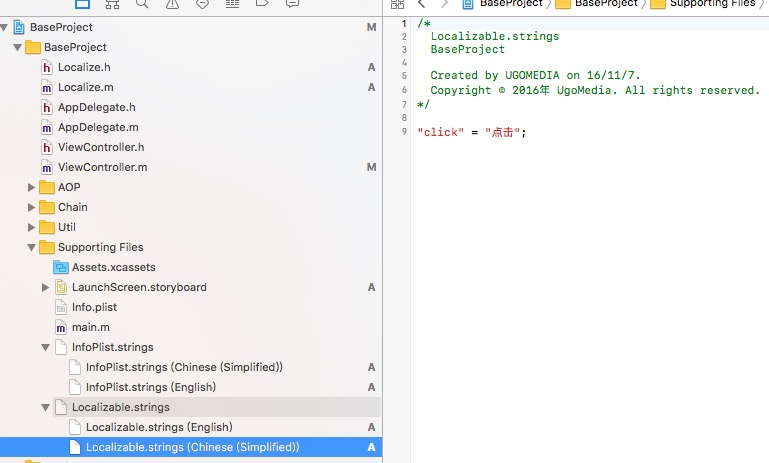 BaseProject M
BaseProject
Localize.h A
Localize.m A
AppDelegate.h
AppDelegate.m
ViewController.h
ViewController.m M
AOP
Chain
Util
Supporting Files
Assets.xcassets
LaunchScreen.storyboard A
Info.plist
main.m
InfoPlist.strings
InfoPlist.strings (Chinese (Simplified)) A
InfoPlist.strings (English) A
Localizable.strings
Localizable.strings (English) A
Localizable.strings (Chinese (Simplified)) A
BaseProject BaseProject Supporting Files
1 /*
2 Localizable.strings
3 BaseProject
4
5 Created by UGOMEDIA on 16/11/7.
6 Copyright © 2016年 UgoMedia. All rights reserved.
7 */
8
9 "click" = "点击";